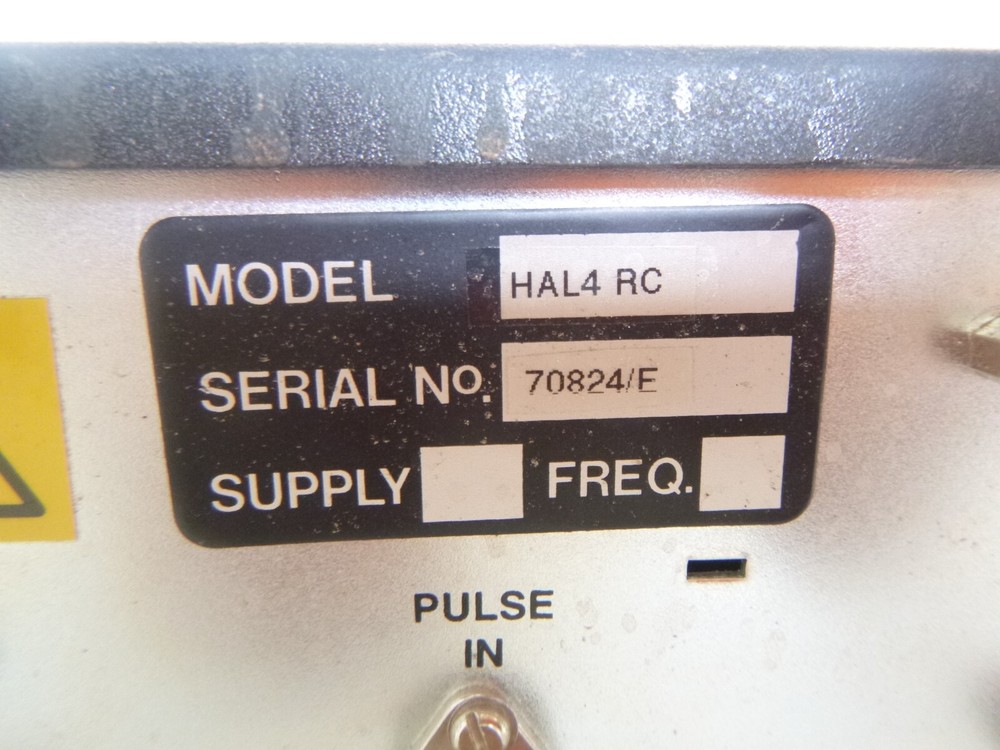 MODEL HAL4 RC
SERIAL No. 70824/E
SUPPLY FREQ.
PULSE
IN